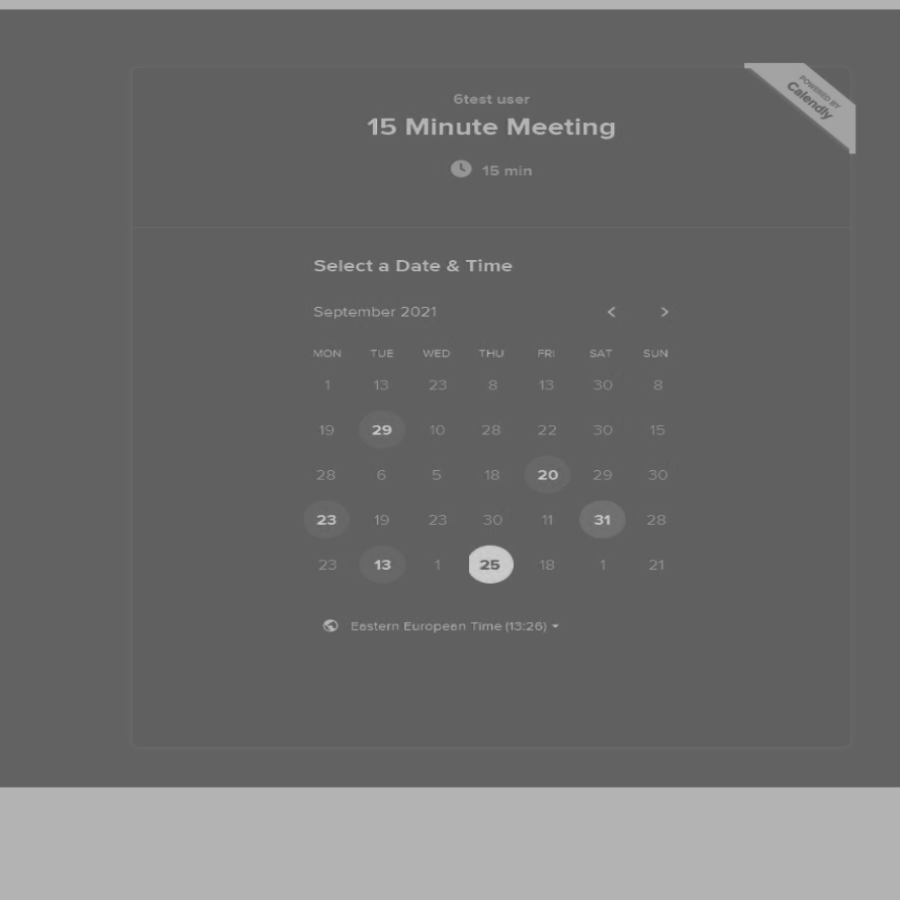 POWERED BY
Calendly
6test user
15 Minute Meeting
15 min
Select a Date & Time
September 2021
MON TUE WED THU FRI SAT SUN
1 13 23 8 13 30 8
19 29 10 28 22 30 15
28 6 5 18 20 29 30
23 19 23 30 11 31 28
23 13 1 25 18 1 21
Eastern European Time (13:26)